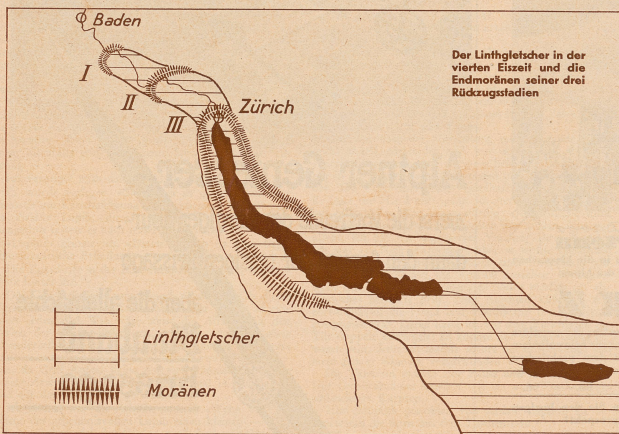 Baden
Der Linthgletscher in der
vierten Eiszeit und die
Endmoränen seiner drei
Rückzugsstadien
I
II
III
Zürich
Linthgletscher
Moränen